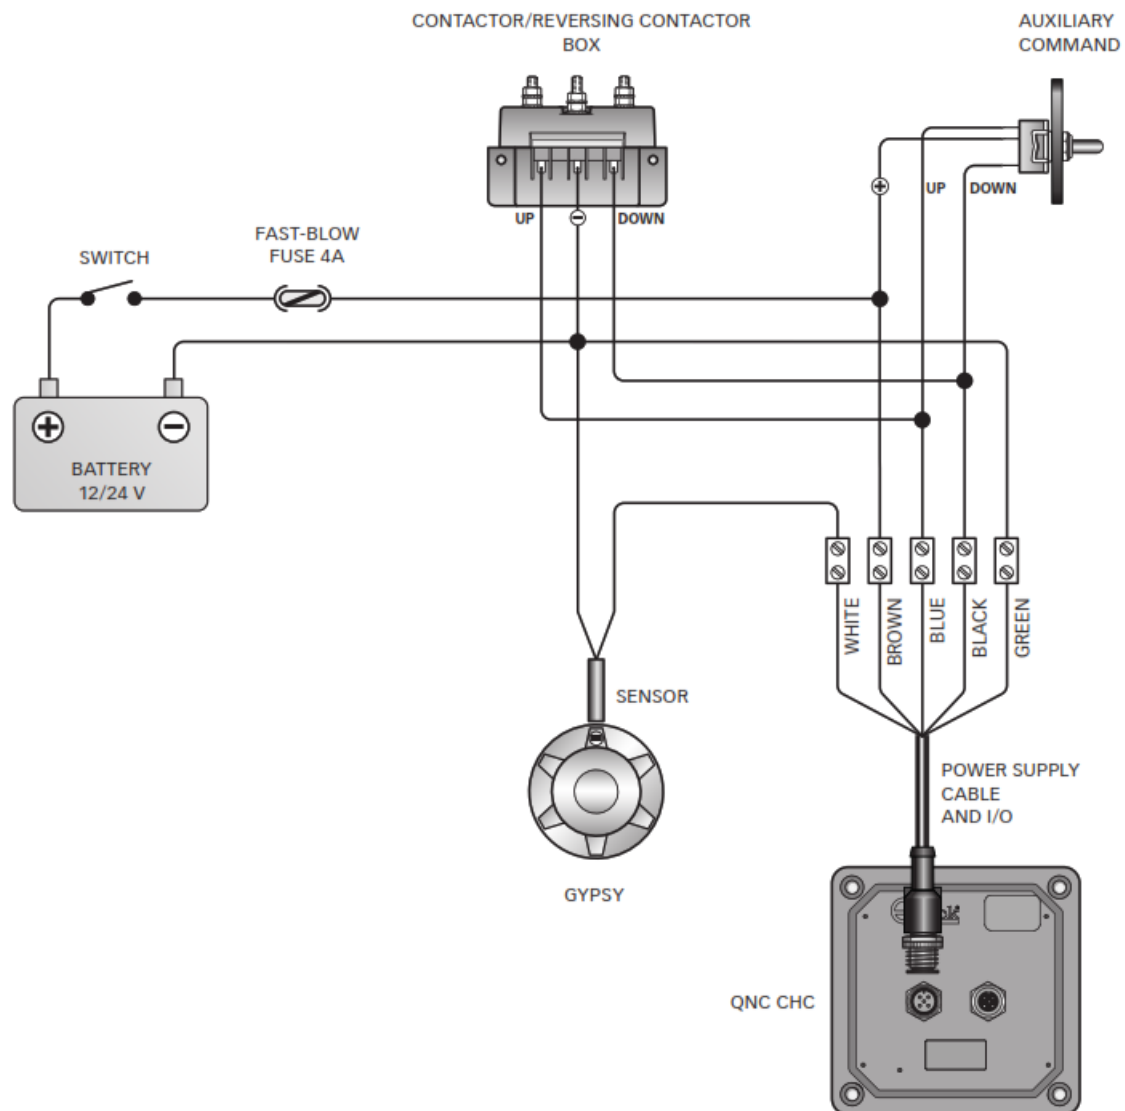 CONTACTOR/REVERSING CONTACTOR
BOX
AUXILIARY
COMMAND
UP
DOWN
UP
DOWN
FAST-BLOW
FUSE 4A
SWITCH
BATTERY
12/24 V
WHITE
BROWN
BLUE
BLACK
GREEN
SENSOR
POWER SUPPLY
CABLE
AND I/O
GYPSY
QNC CHC